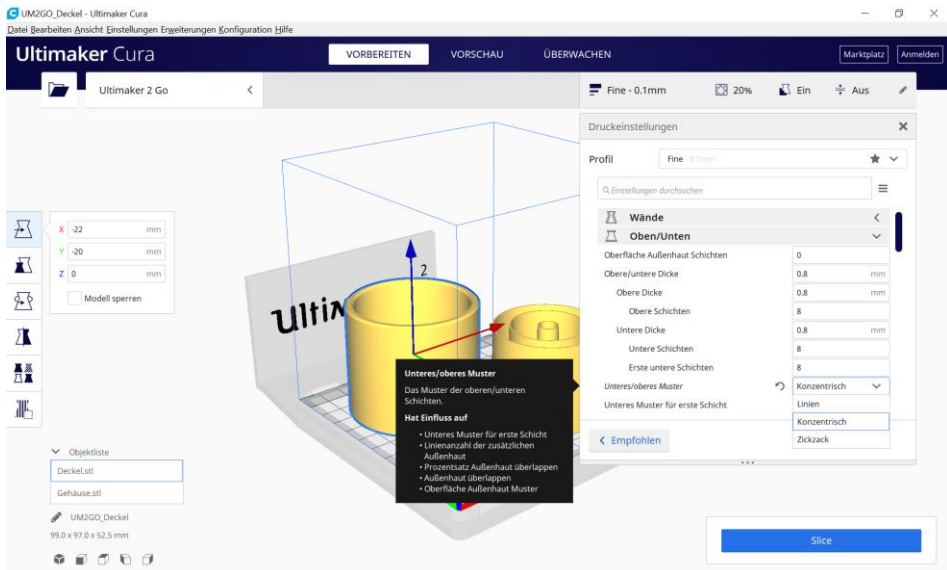 UM2GO_Deckel - Ultimaker Cura
Datei Bearbeiten Ansicht Einstellungen Erweiterungen Konfiguration Hilfe
Ultimaker Cura
VORBEREITEN
VORSCHAU
ÜBERWACHEN
Marktplatz
Anmelden
Ultimaker 2 Go
Fine - 0.1mm
20%
Ein
Aus
Druckeinstellungen
Profil
Fine - 0.1mm
Einstellungen durchsuchen
Wände
Oben/Unten
Oberfläche Außenhaut Schichten 0
Obere/untere Dicke 0.8 mm
Obere Dicke 0.8 mm
Obere Schichten 8
Untere Dicke 0.8 mm
Untere Schichten 8
Erste untere Schichten 8
Unteres/oberes Muster Konzentrisch
Unteres Muster für erste Schicht
Linien
Konzentrisch
Zickzack
Empfohlen
X -22 mm
Y -20 mm
Z 0 mm
Modell sperren
2
Unteres/oberes Muster
Das Muster der oberen/unteren
Schichten.
Hat Einfluss auf
• Unteres Muster für erste Schicht
• Linienanzahl der zusätzlichen
Außenhaut
• Prozentsatz Außenhaut überlappen
• Außenhaut überlappen
• Oberfläche Außenhaut Muster
Objektliste
Deckel.stl
Gehäuse.stl
UM2GO_Deckel
99.0 x 97.0 x 52.5 mm
Slice